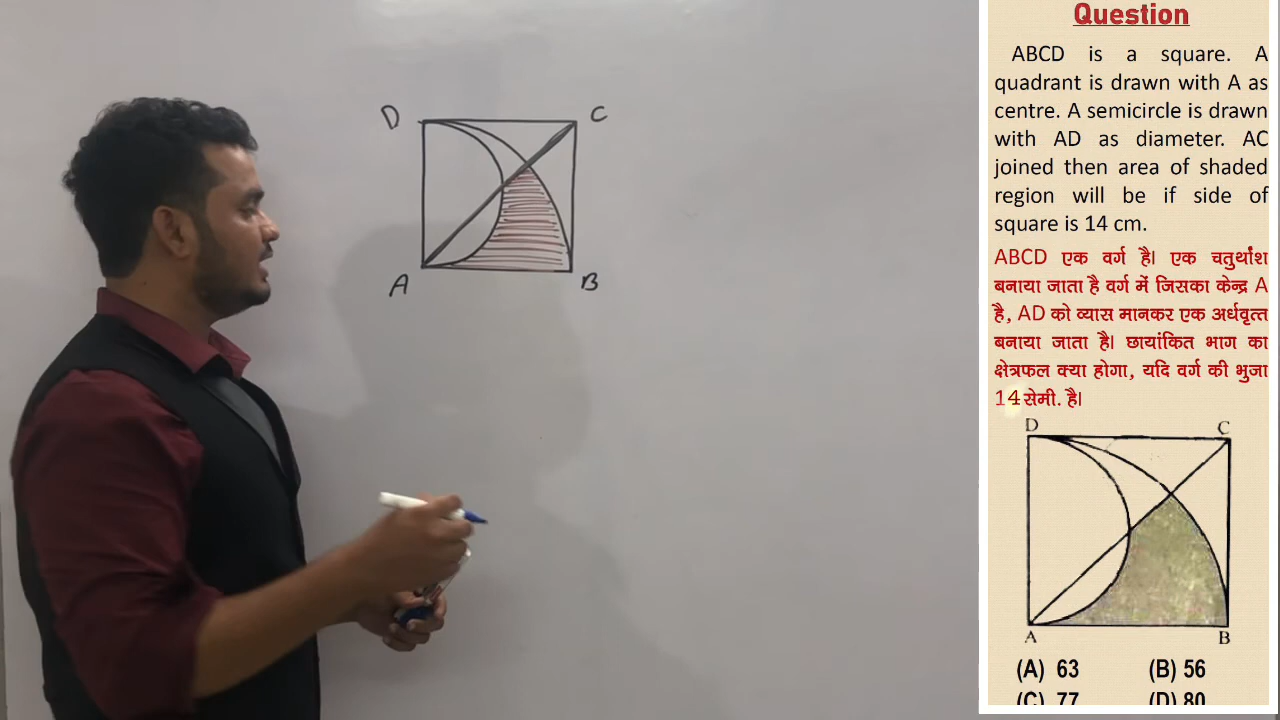 D
C
A
B
Question
ABCD is a square. A
quadrant is drawn with A as
centre. A semicircle is drawn
with AD as diameter. AC
joined then area of shaded
region will be if side of
square is 14 cm.
ABCD एक वर्ग है। एक चतुर्थांश
बनाया जाता है वर्ग में जिसका केन्द्र A
है, AD को व्यास मानकर एक अर्धवृत्त
बनाया जाता है। छायांकित भाग का
क्षेत्रफल क्या होगा, यदि वर्ग की भुजा
14 सेमी. है।
D C
A B
(A) 63 (B) 56
(C) 77 (D) 80